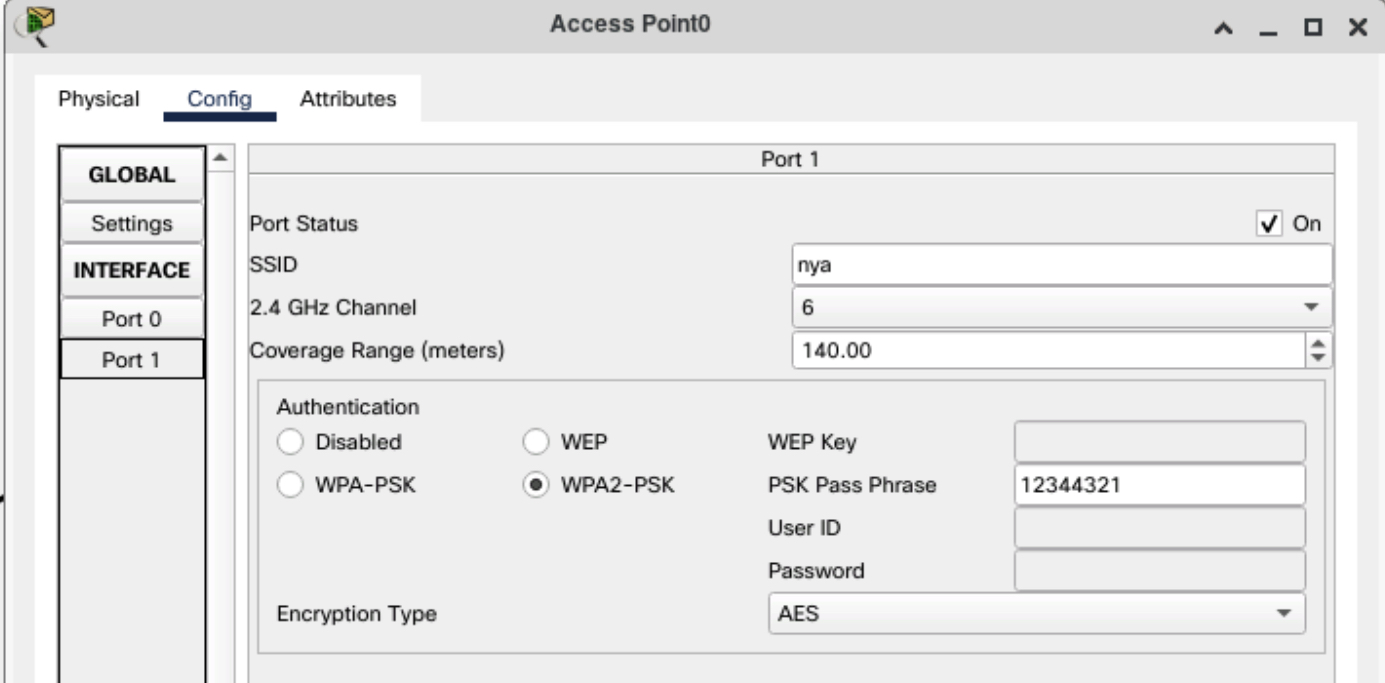 Access Point0
Physical Config Attributes
GLOBAL
Settings
INTERFACE
Port 0
Port 1
Port 1
Port Status On
SSID nya
2.4 GHz Channel 6
Coverage Range (meters) 140.00
Authentication
Disabled WEP WEP Key
WPA-PSK WPA2-PSK PSK Pass Phrase 12344321
User ID
Password
Encryption Type AES